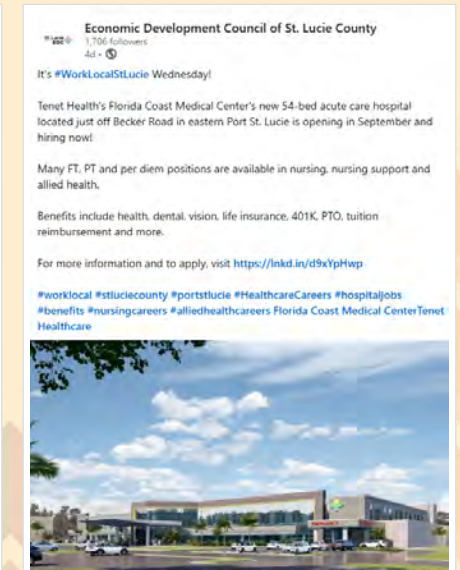 Economic Development Council of St. Lucie County
1,706 followers
4d •
It's #WorkLocalStLucie Wednesday!
Tenet Health's Florida Coast Medical Center's new 54-bed acute care hospital
located just off Becker Road in eastern Port St. Lucie is opening in September and
hiring now!
Many FT, PT and per diem positions are available in nursing, nursing support and
allied health.
Benefits include health, dental, vision, life insurance, 401K, PTO, tuition
reimbursement and more.
For more information and to apply, visit https://lnkd.in/d9xYpHwp
#worklocal #stluciecounty #portstlucie #HealthcareCareers #hospitaljobs
#benefits #nursingcareers #alliedhealthcareers Florida Coast Medical CenterTenet
Healthcare